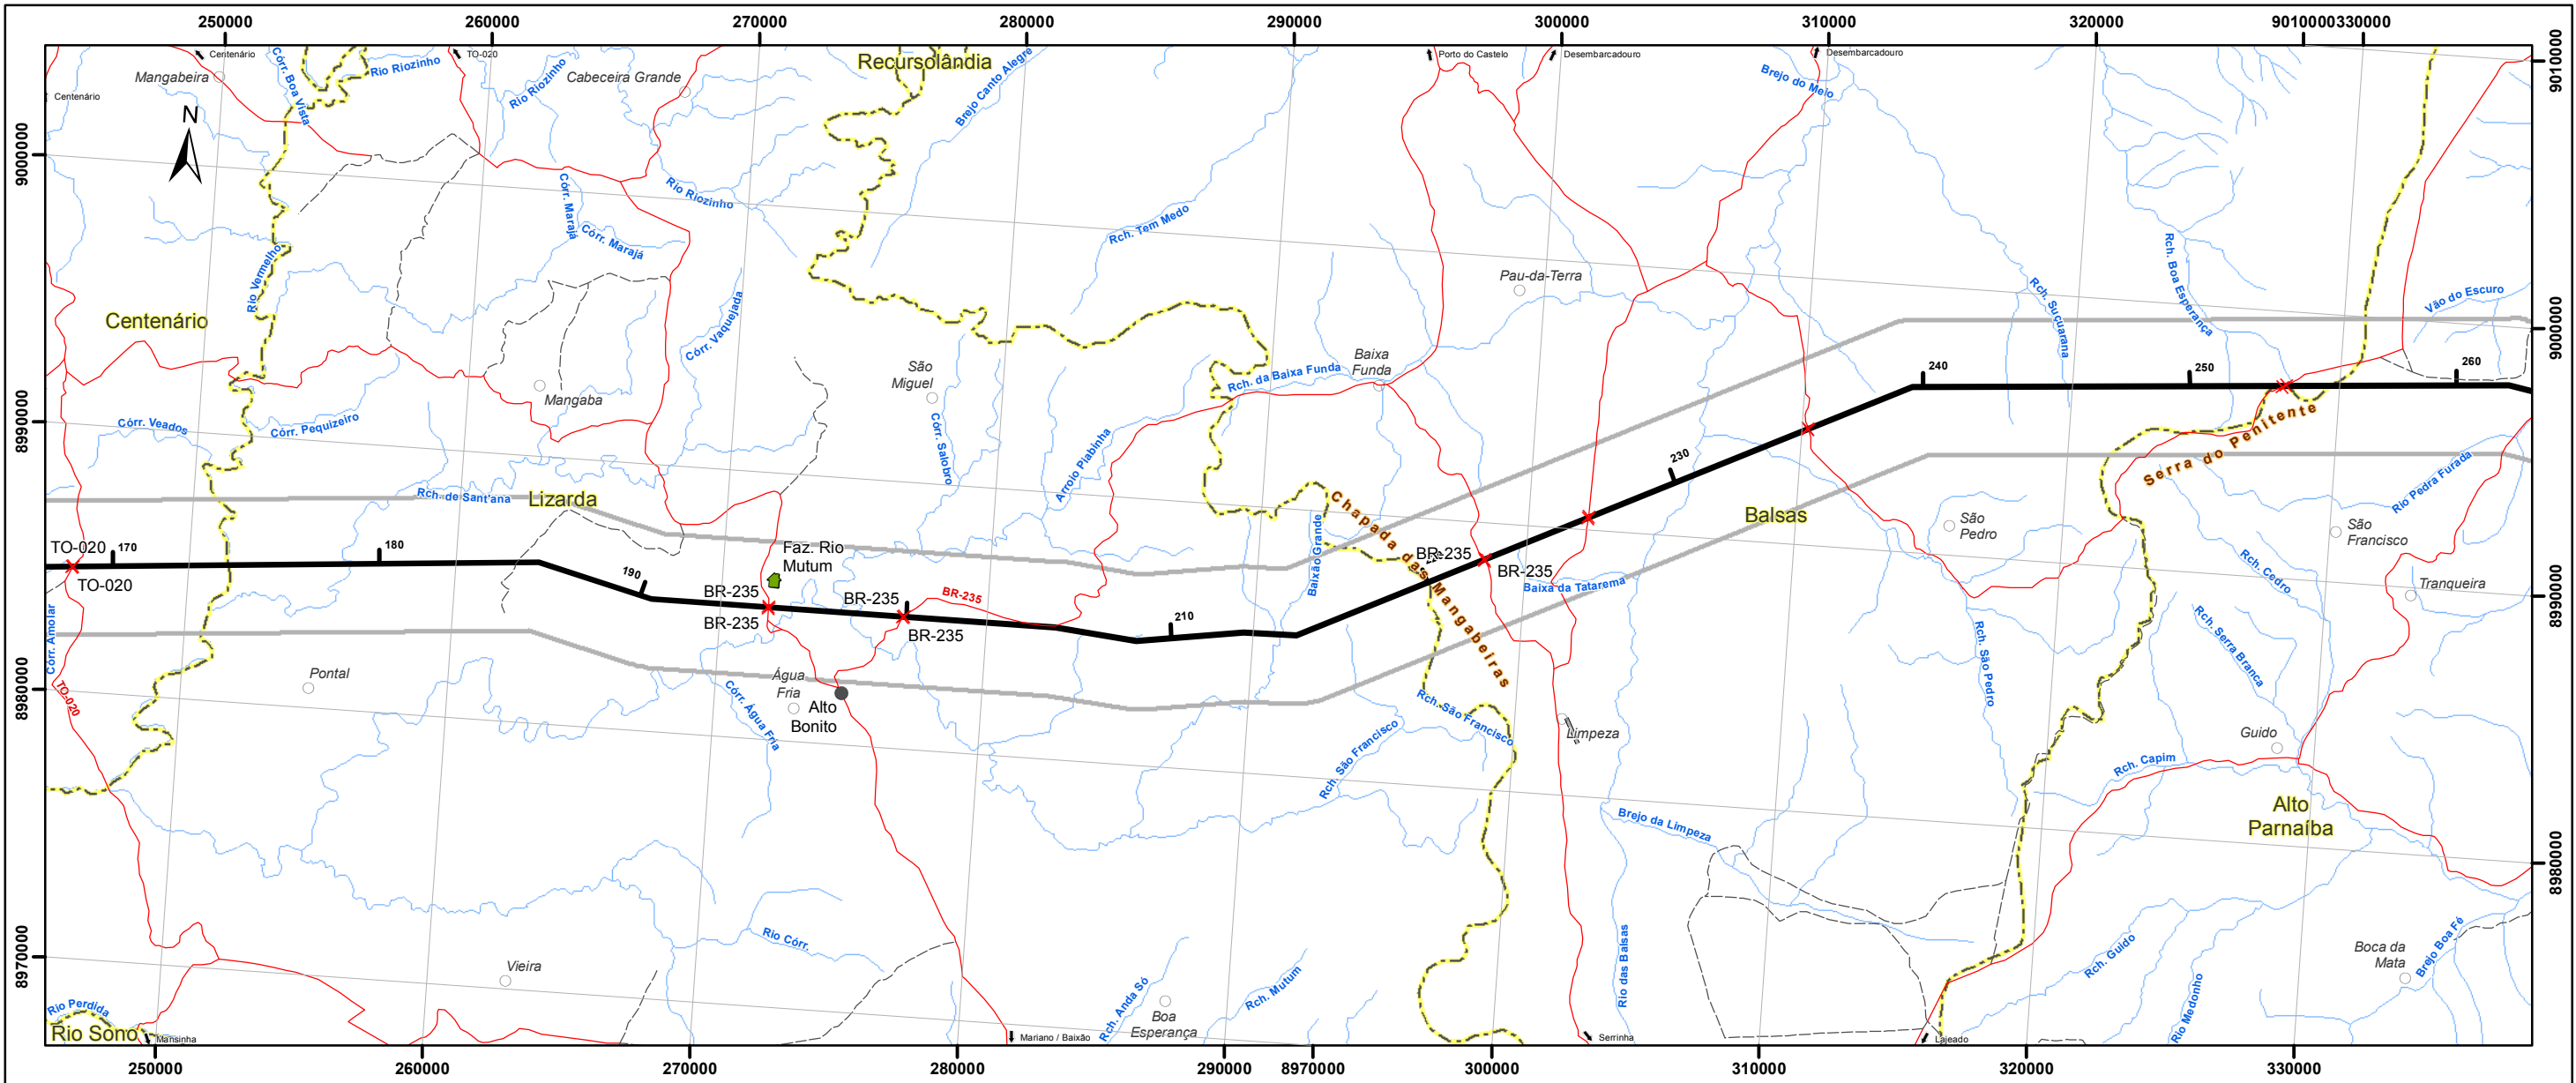 250000
260000
270000
280000
290000
300000
310000
320000
9010000
330000
Centenário
TO-020
Porto do Castelo
Desembarcadouro
Desembarcadouro
Mangabeira
Centenário
N
Córr. Boa Vista
Rio Riozinho
Rio Riozinho
Cabeceira Grande
Recursolândia
Brejo Canto Alegre
Brejo do Meio
9010000
9000000
Córr. Marajá
Córr. Marajá
Rio Riozinho
Rch. Tem Medo
Rio Vermelho
Pau-da-Terra
Rch. Boa Esperança
Rch. Suçuarana
Vão do Escuro
9000000
Centenário
Córr. Vaquejada
São
Miguel
Baixa
Funda
Rch. da Baixa Funda
Mangaba
240
250
260
8990000
Córr. Veados
Córr. Pequizeiro
Córr. Salobro
Arroio Piabinha
230
Serra do Penitente
Rio Pedra Furada
Rch. de Sant'ana
Lizarda
Chapada das Mangabeiras
Balsas
São
Pedro
São
Francisco
TO-020
170
180
TO-020
190
Faz. Rio
Mutum
BR-235
BR-235
BR-235
BR-235
BR-235
210
Baixão Grande
BR-235
BR-235
Baixa da Tatarema
Rch. Cedro
Tranqueira
8990000
Córr. Amolar
TO-020
Pontal
Água
Fria
Alto
Bonito
Córr. Água Fria
Rch. São Francisco
Rch. São Francisco
Limpeza
Rch. São Pedro
Rch. Serra Branca
Guido
Rch. Capim
8980000
Brejo da Limpeza
Alto
Parnaíba
8980000
8970000
Vieira
Rio Córr.
Rio Perdida
Rio Sono
Mansinha
Mariano / Baixão
Rch. Anda Só
Boa
Esperança
Rch. Mutum
Serrinha
Rio das Balsas
Lajeado
Rch. Guido
Rio Medonho
Boca da
Mata
Brejo Boa Fé
250000
260000
270000
280000
290000
8970000
300000
310000
320000
330000